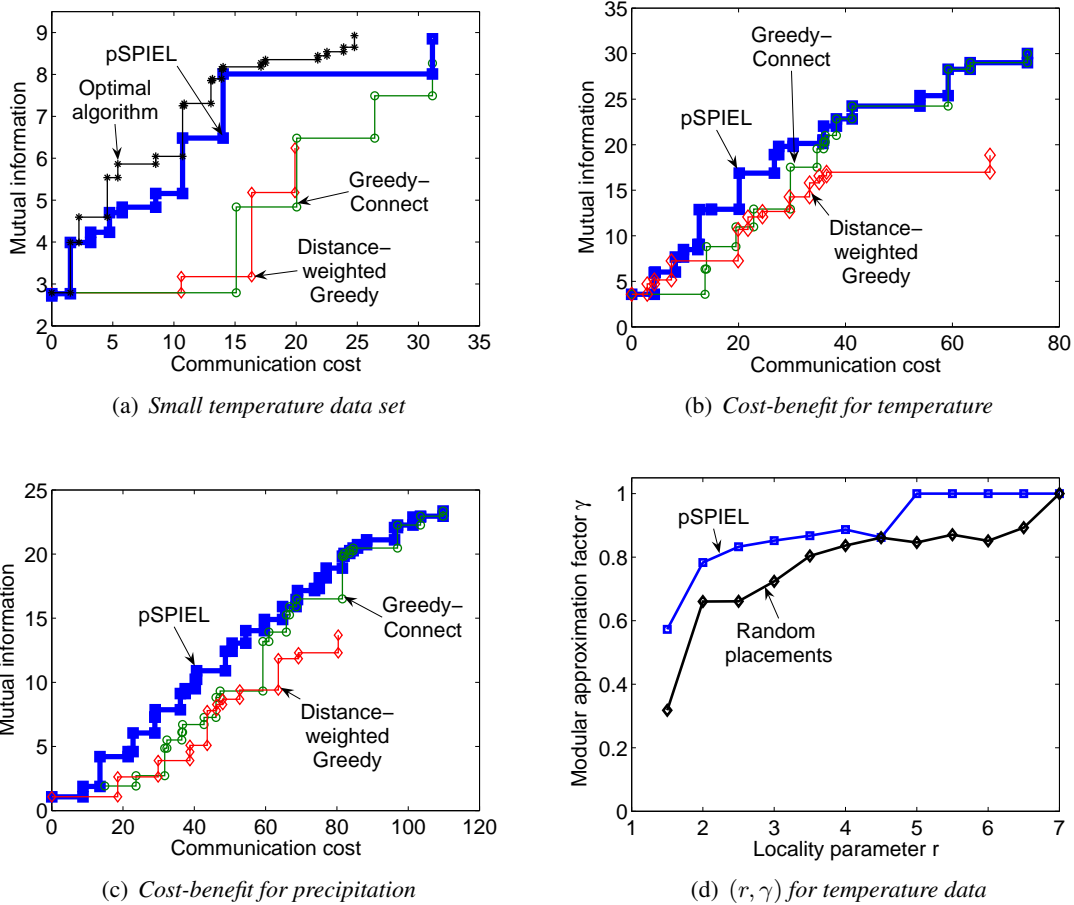 9
8
7
6
5
4
3
2
0
5
10
15
20
25
30
35
Mutual information
Communication cost
pSPIEL
Optimal
algorithm
Greedy–
Connect
Distance–
weighted
Greedy
(a) Small temperature data set
35
30
25
20
15
10
5
0
0
20
40
60
80
Mutual information
Communication cost
Greedy–
Connect
pSPIEL
Distance–
weighted
Greedy
(b) Cost-benefit for temperature
25
20
15
10
5
0
0
20
40
60
80
100
120
Mutual information
Communication cost
pSPIEL
Greedy–
Connect
Distance–
weighted
Greedy
(c) Cost-benefit for precipitation
1
0.8
0.6
0.4
0.2
0
1
2
3
4
5
6
7
Modular approximation factor γ
Locality parameter r
pSPIEL
Random
placements
(d) (r, γ) for temperature data